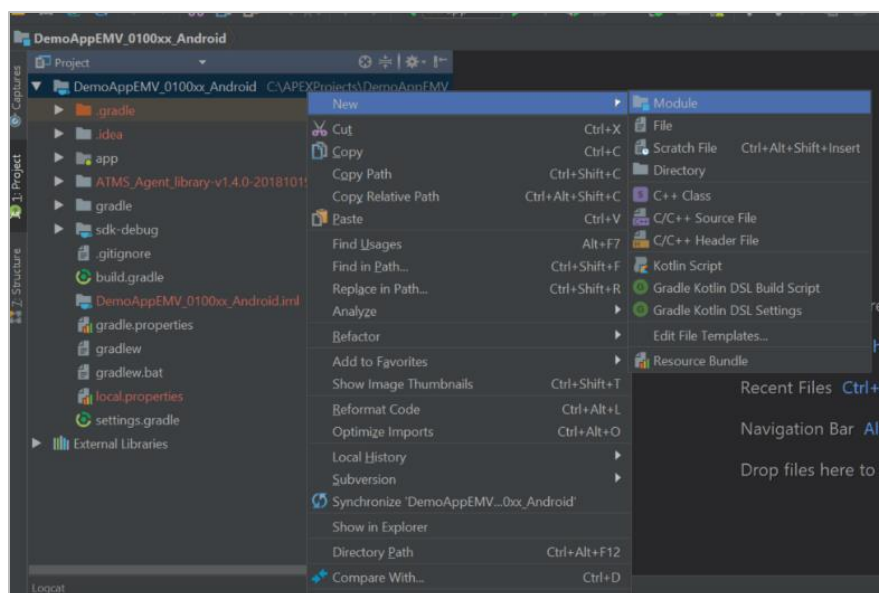 DemoAppEMV_0100xx_Android
Project
DemoAppEMV_0100xx_Android C:\APEXProjects\DemoAppEMV
.gradle
.idea
app
ATMS_Agent_library-v1.4.0-2018101
gradle
sdk-debug
.gitignore
build.gradle
DemoAppEMV_0100xx_Android.iml
gradle.properties
gradlew
gradlew.bat
local.properties
settings.gradle
External Libraries
Captures
1: Project
7: Structure
New
Cut Ctrl+X
Copy Ctrl+C
Copy Path Ctrl+Shift+C
Copy Relative Path Ctrl+Alt+Shift+C
Paste Ctrl+V
Find Usages Alt+F7
Find in Path... Ctrl+Shift+F
Replace in Path... Ctrl+Shift+R
Analyze
Refactor
Add to Favorites
Show Image Thumbnails Ctrl+Shift+T
Reformat Code Ctrl+Alt+L
Optimize Imports Ctrl+Alt+O
Local History
Subversion
Synchronize 'DemoAppEMV...0xx_Android'
Show in Explorer
Directory Path Ctrl+Alt+F12
Compare With... Ctrl+D
Module
File
Scratch File Ctrl+Alt+Shift+Insert
Directory
C++ Class
C/C++ Source File
C/C++ Header File
Kotlin Script
Gradle Kotlin DSL Build Script
Gradle Kotlin DSL Settings
Edit File Templates...
Resource Bundle
Recent Files Ctrl+
Navigation Bar Al
Drop files here to
Logcat